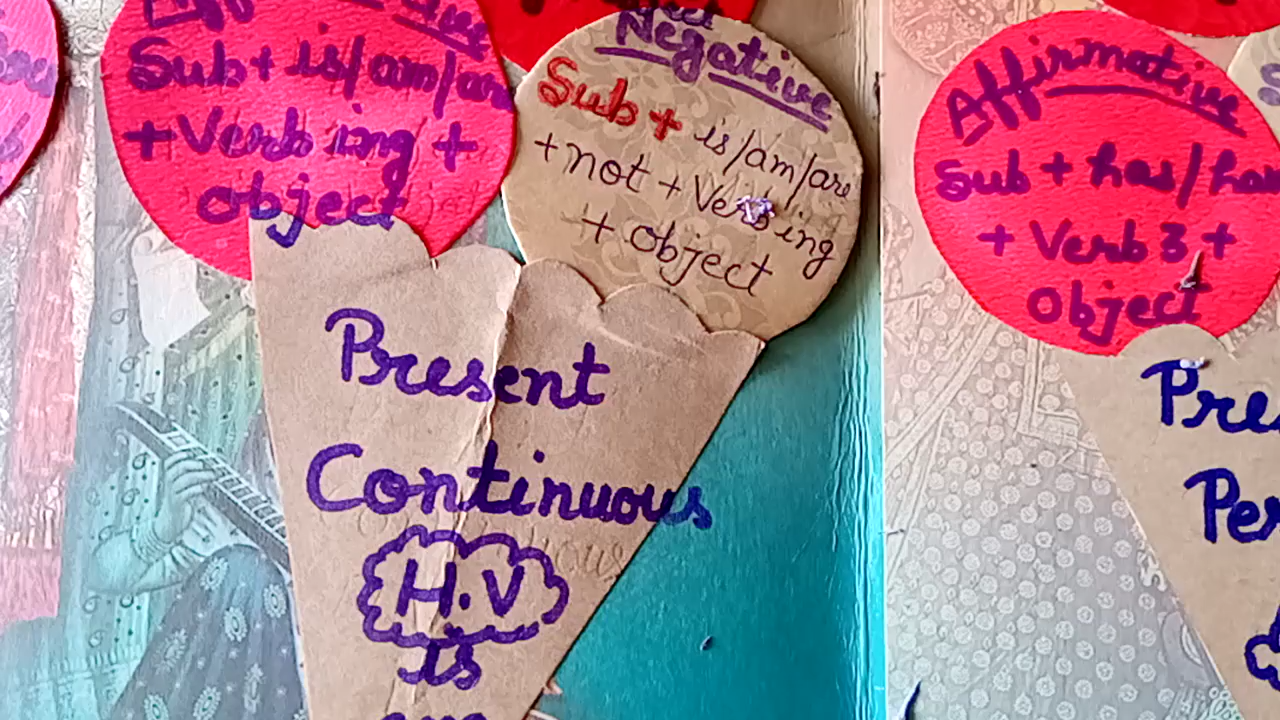 Sub+ is/am/are
+ Verb ing +
object
Negative
Sub + is/am/are
+ not + Verb ing
+ object
Present
Continuous
H.V
is
Affirmative
Sub + has/have
+ Verb 3 +
Object